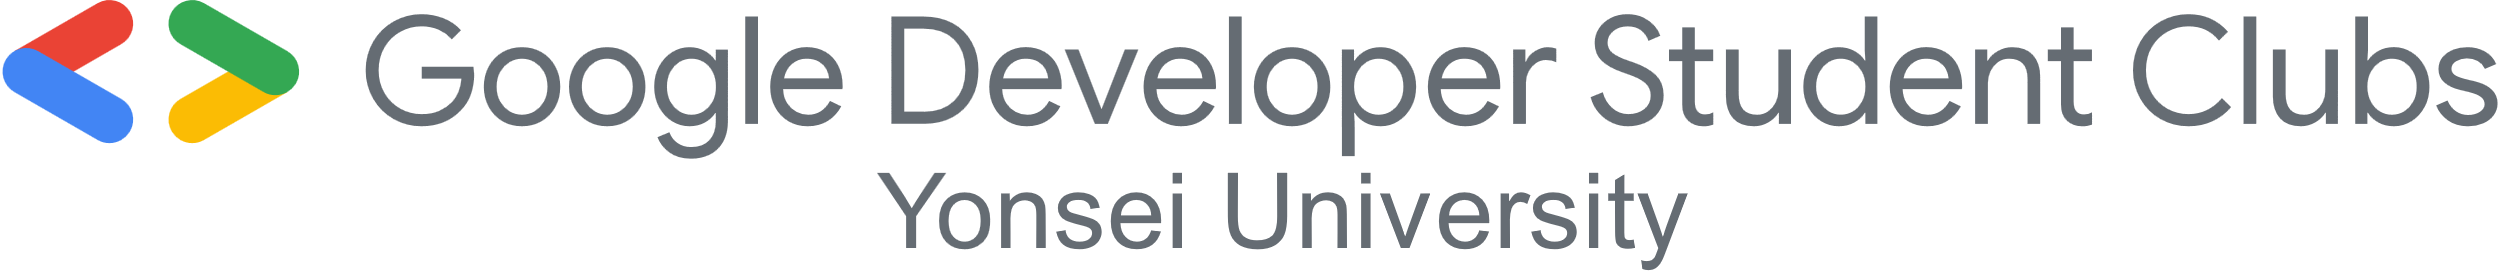 Google Developer Student Clubs
Yonsei University